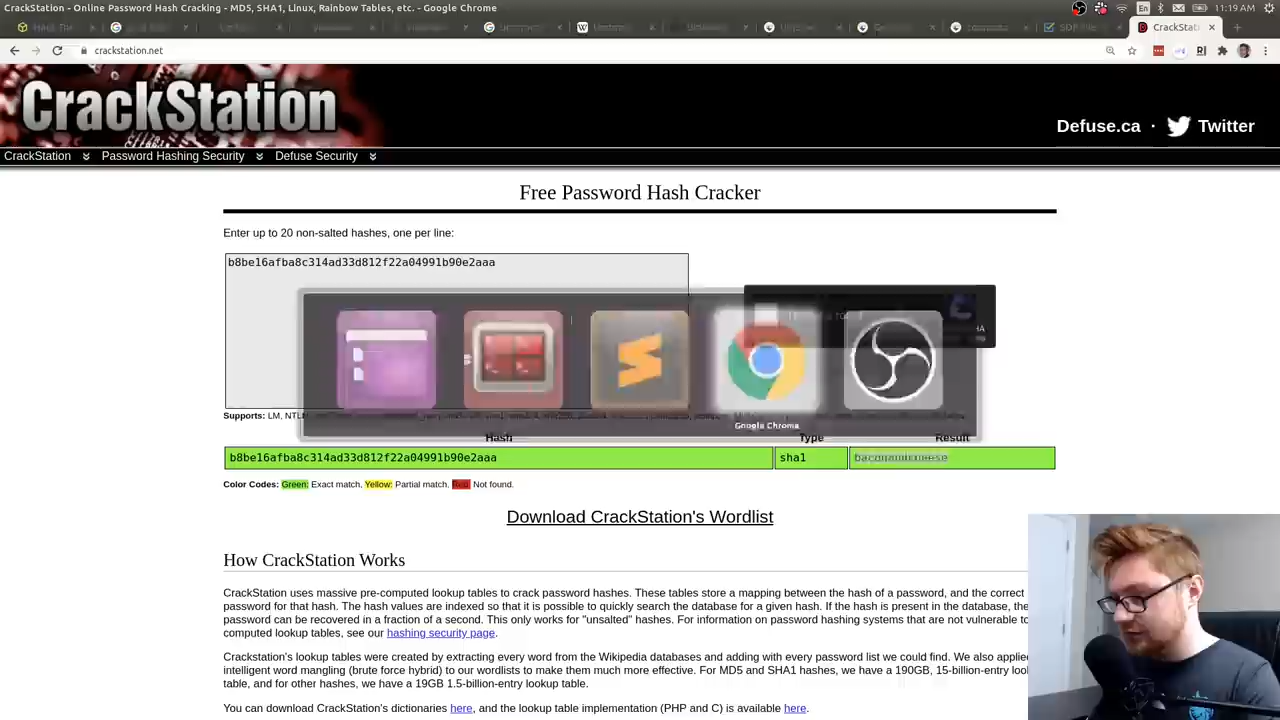 CrackStation - Online Password Hash Cracking - MD5, SHA1, Linux, Rainbow Tables, etc. - Google Chrome
En
11:19 AM
CrackStati
crackstation.net
CrackStation
Defuse.ca · Twitter
CrackStation Password Hashing Security Defuse Security
Free Password Hash Cracker
Enter up to 20 non-salted hashes, one per line:
b8be16afba8c314ad33d812f22a04991b90e2aaa
Supports: LM, NTLM
Google Chrome
Hash Type Result
b8be16afba8c314ad33d812f22a04991b90e2aaa sha1
Color Codes: Green: Exact match, Yellow: Partial match, Red: Not found.
Download CrackStation's Wordlist
How CrackStation Works
CrackStation uses massive pre-computed lookup tables to crack password hashes. These tables store a mapping between the hash of a password, and the correct
password for that hash. The hash values are indexed so that it is possible to quickly search the database for a given hash. If the hash is present in the database, the
password can be recovered in a fraction of a second. This only works for "unsalted" hashes. For information on password hashing systems that are not vulnerable to
computed lookup tables, see our hashing security page.
Crackstation's lookup tables were created by extracting every word from the Wikipedia databases and adding with every password list we could find. We also applied
intelligent word mangling (brute force hybrid) to our wordlists to make them much more effective. For MD5 and SHA1 hashes, we have a 190GB, 15-billion-entry
table, and for other hashes, we have a 19GB 1.5-billion-entry lookup table.
You can download CrackStation's dictionaries here, and the lookup table implementation (PHP and C) is available here.